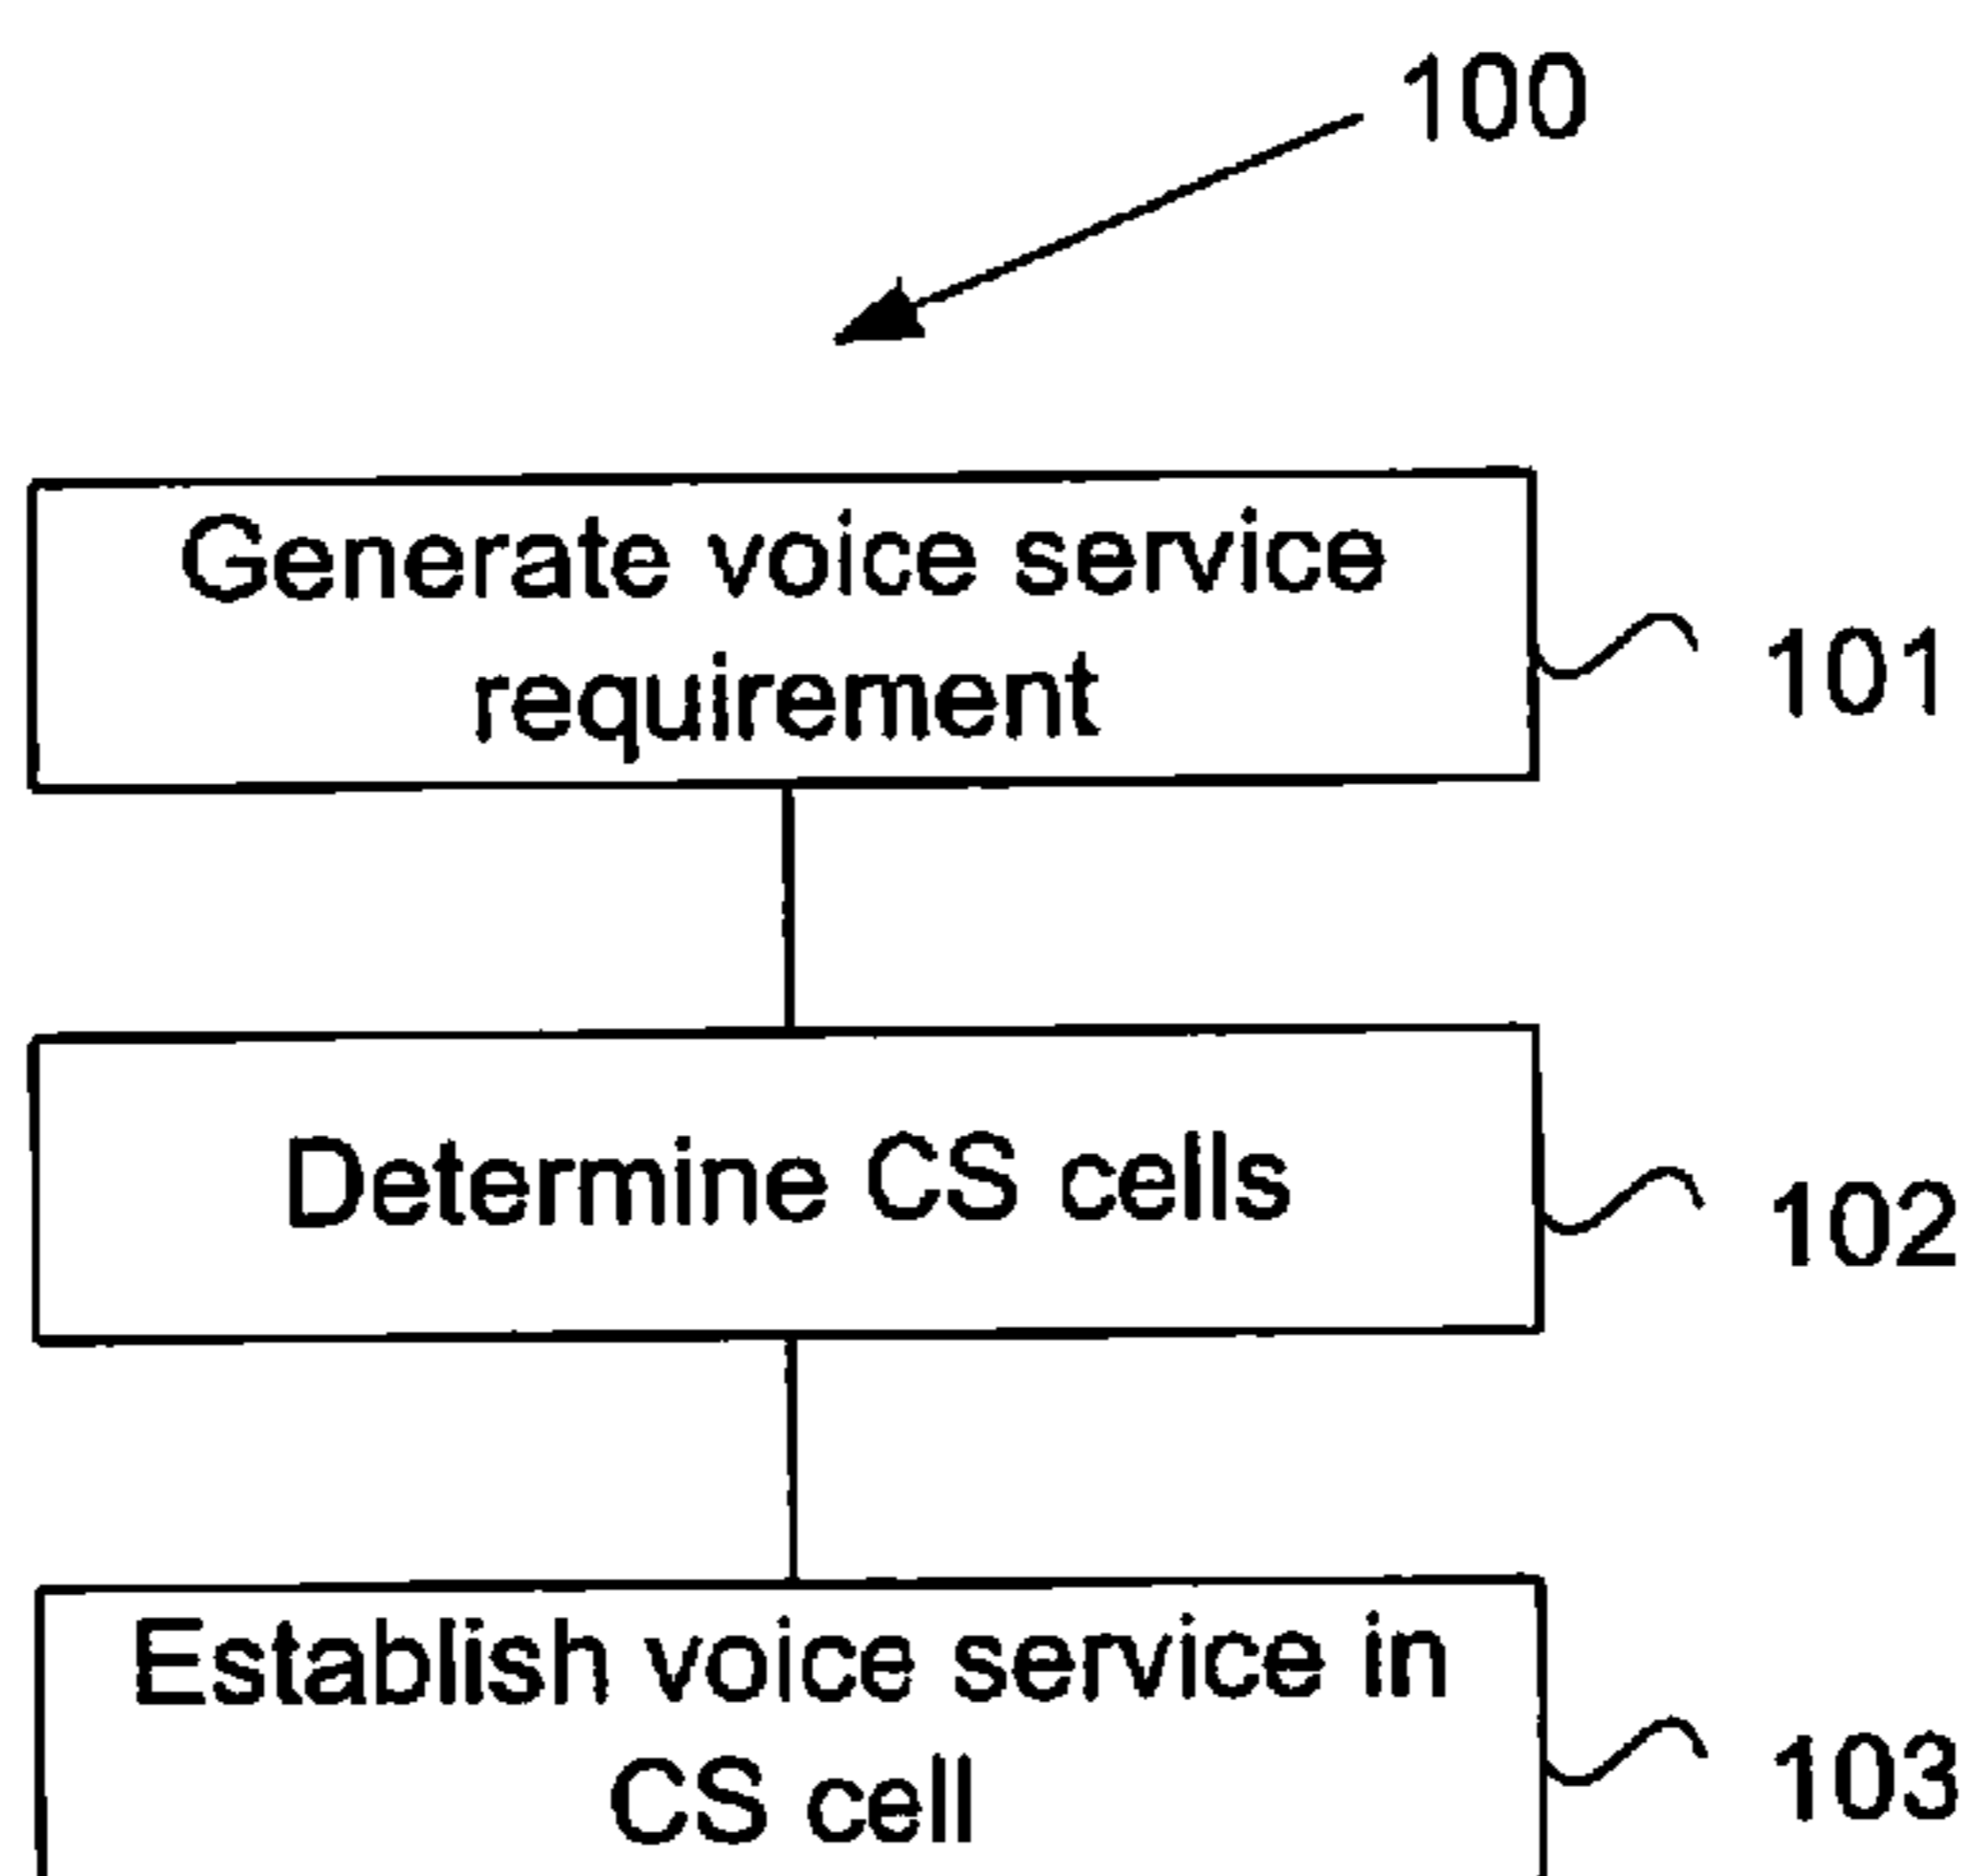 100
Generate voice service
requirement
101
Determine CS cells
102
Establish voice service in
CS cell
103